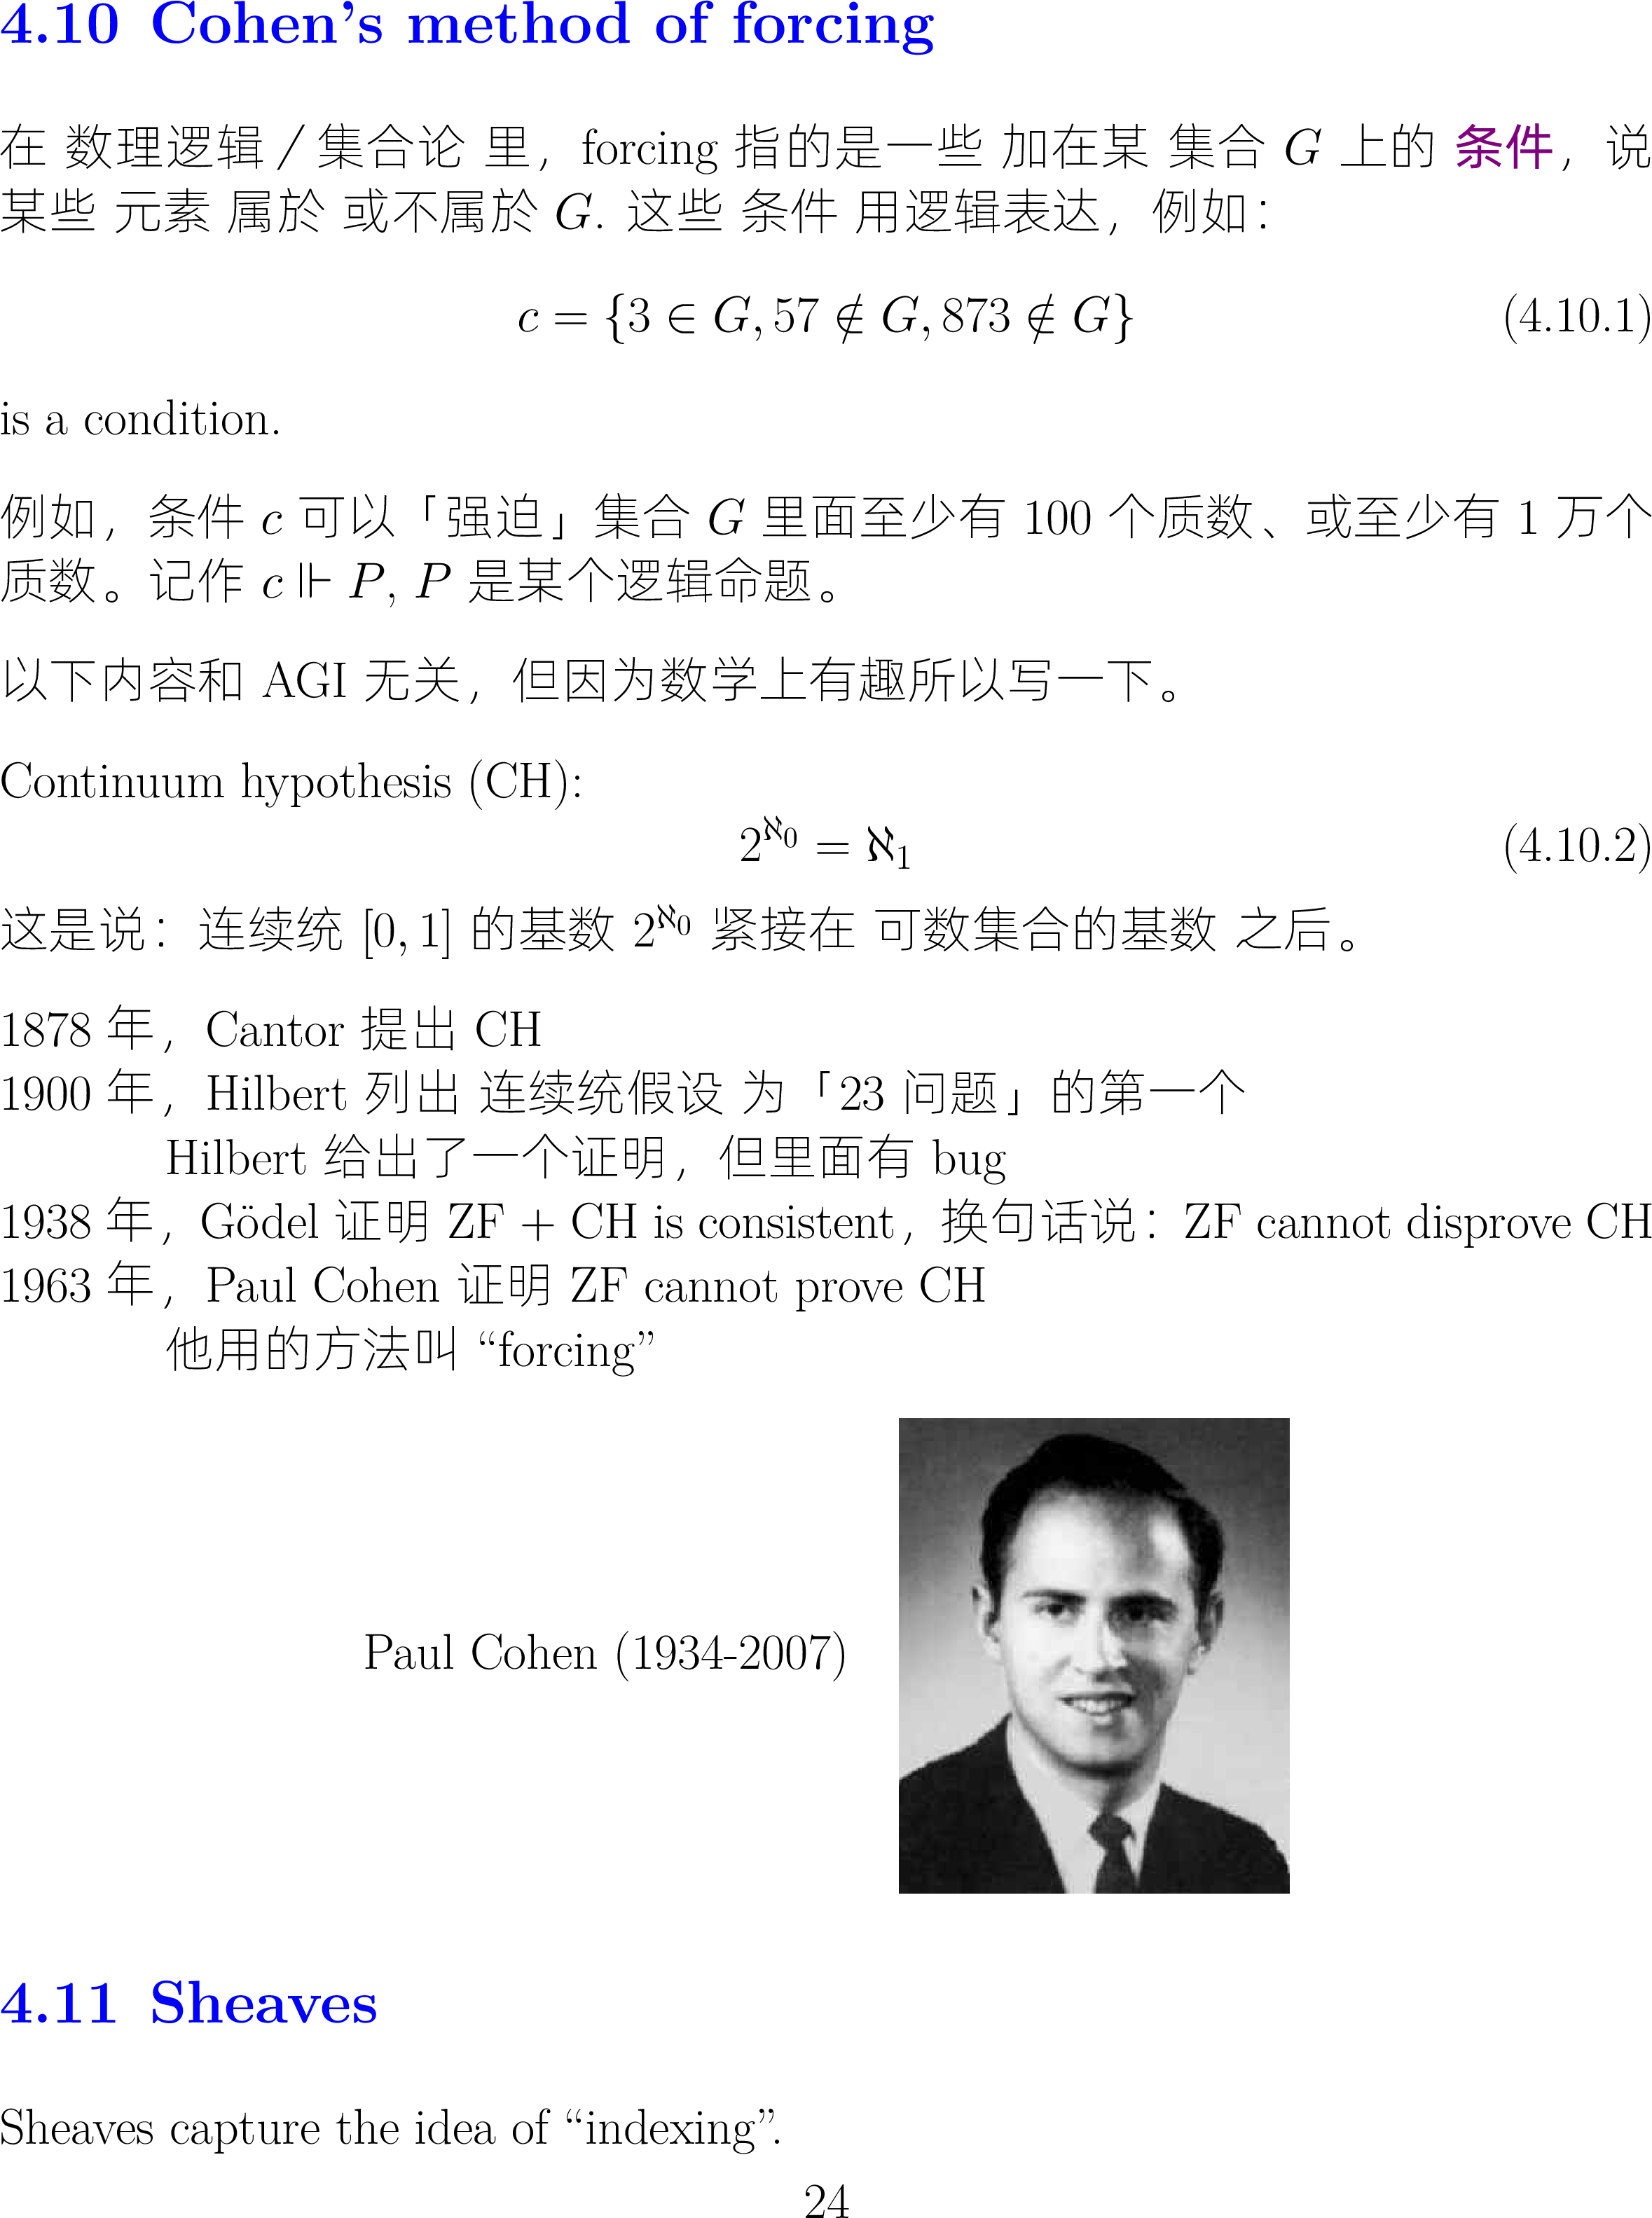 4.10 Cohen's method of forcing
在 数理逻辑／集合论 里，forcing 指的是一些 加在某 集合 G 上的 条件，说
某些 元素 属於 或不属於 G. 这些 条件 用逻辑表达，例如：
c = {3 ∈ G, 57 ∉ G, 873 ∉ G} (4.10.1)
is a condition.
例如，条件 c 可以「强迫」集合 G 里面至少有 100 个质数、或至少有 1 万个
质数。记作 c ⊩ P, P 是某个逻辑命题。
以下内容和 AGI 无关，但因为数学上有趣所以写一下。
Continuum hypothesis (CH):
2^ℵ₀ = ℵ₁ (4.10.2)
这是说：连续统 [0, 1] 的基数 2^ℵ₀ 紧接在 可数集合的基数 之后。
1878 年，Cantor 提出 CH
1900 年，Hilbert 列出 连续统假设 为「23 问题」的第一个
Hilbert 给出了一个证明，但里面有 bug
1938 年，Gödel 证明 ZF + CH is consistent，换句话说：ZF cannot disprove CH
1963 年，Paul Cohen 证明 ZF cannot prove CH
他用的方法叫 “forcing”
Paul Cohen (1934-2007)
4.11 Sheaves
Sheaves capture the idea of “indexing”.
24